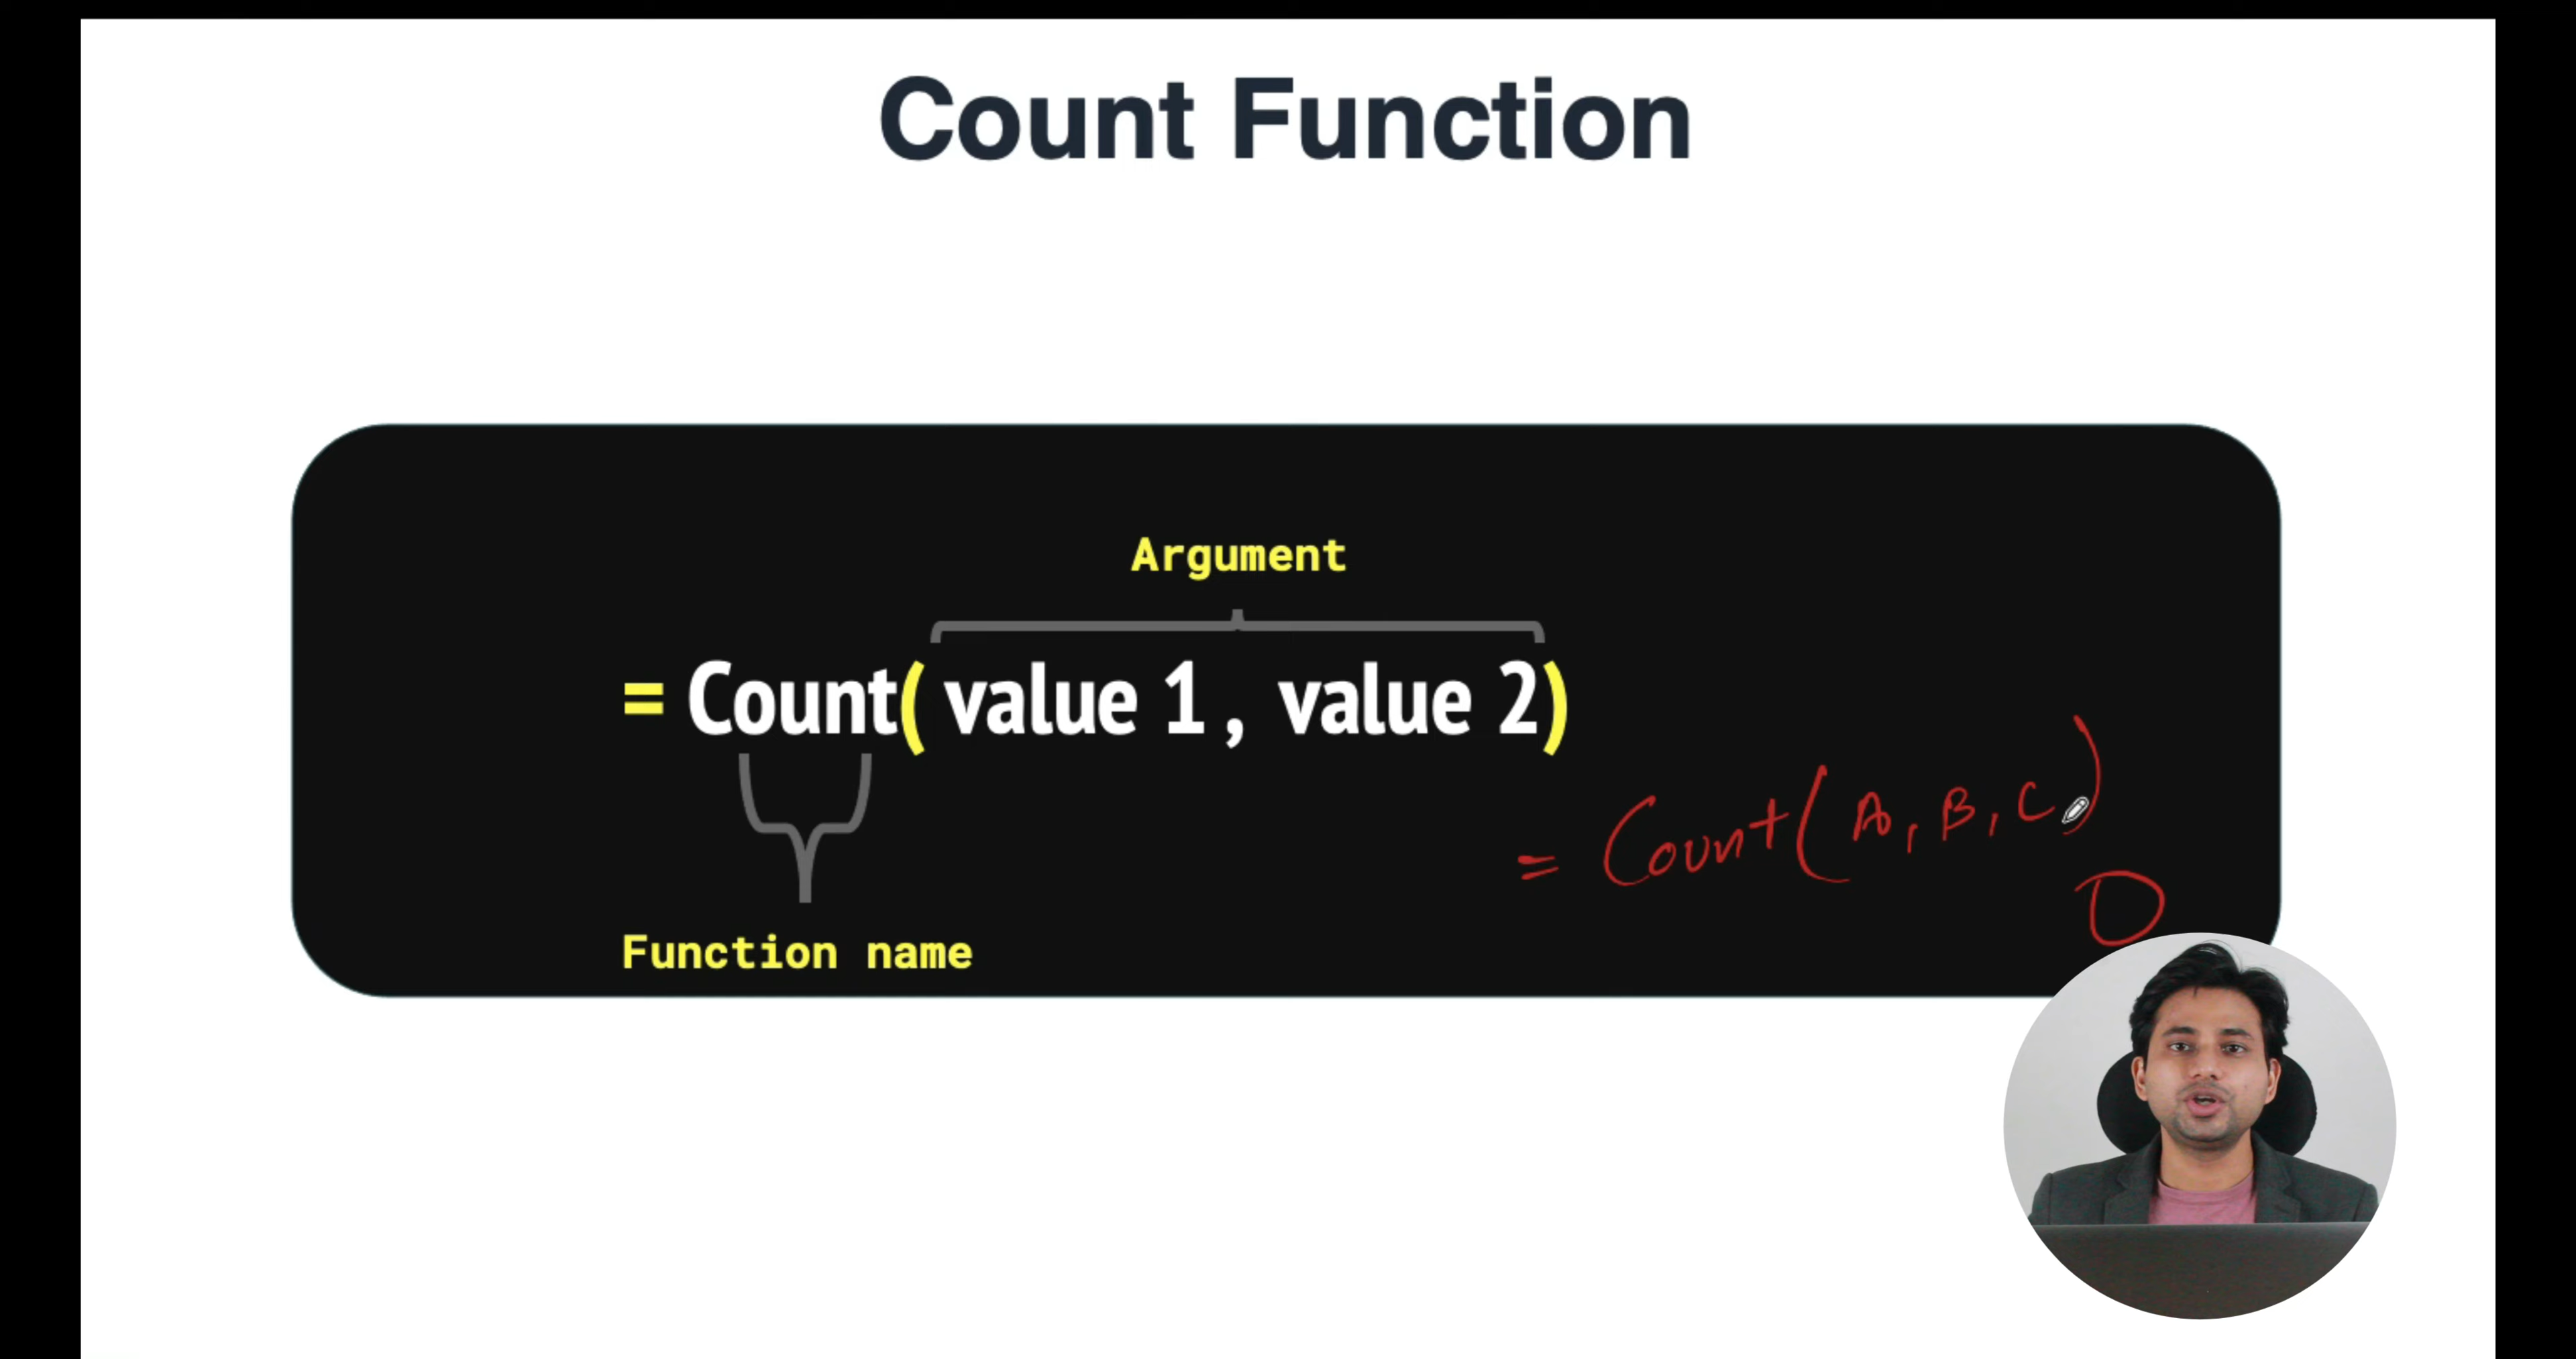 Count Function
Argument
= Count( value 1 , value 2)
= Count(A, B, C)
0
Function name